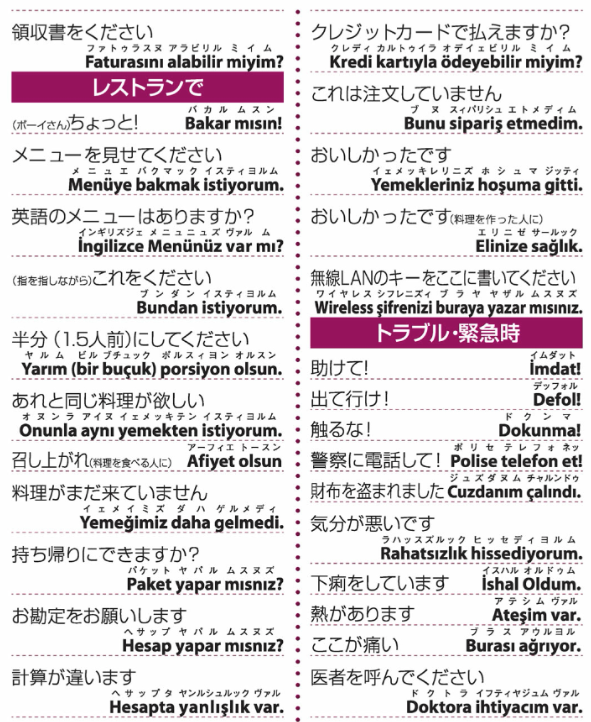 領収書をください
ファトゥラスヌ アラビリル ミ イ ム
Faturasını alabilir miyim?
レストランで
バ カ ル ム ス ン
(ボーイさん)ちょっと! Bakar mısın!
メニューを見せてください
メ ニ ュ エ バ ク マ ッ ク イ ス テ ィ ヨ ル ム
Menüye bakmak istiyorum.
英語のメニューはありますか?
インギリズジェ メ ニュ ニュ ズ ヴァル ム
İngilizce Menünüz var mı?
(指を指しながら)これをください
ブ ン ダ ン イ ス テ ィ ヨ ル ム
Bundan istiyorum.
半分(1.5人前)にしてください
ヤ ル ム ビル ブチュック ポルスィヨン オルスン
Yarım (bir buçuk) porsiyon olsun.
あれと同じ料理が欲しい
オ ヌ ン ラ ア イ ヌ イ ェ メ ッ キ テ ン イ ス テ ィ ヨ ル ム
Onunla aynı yemekten istiyorum.
アーフィエ トースン
召し上がれ(料理を食べる人に) Afiyet olsun
料理がまだ来ていません
イ ェ メ イ ミ ズ ダ ハ ゲ ル メ デ ィ
Yemeğimiz daha gelmedi.
持ち帰りにできますか?
パ ケ ッ ト ヤ パ ル ム ス ヌ ズ
Paket yapar mısnız?
お勘定をお願いします
ヘ サ ッ プ ヤ パ ル ム ス ヌ ズ
Hesap yapar mısnız?
計算が違います
ヘ サ ッ プ タ ヤンルシュルック ヴァル
Hesapta yanlışlık var.
クレジットカードで払えますか?
クレディ カルトゥイラ オデイェビリル ミ イ ム
Kredi kartıyla ödeyebilir miyim?
これは注文していません
ブ ヌ スィパリシュ エ ト メ デ ィ ム
Bunu sipariş etmedim.
おいしかったです
イ ェ メ ッ キ レ リ ニ ズ ホ シ ュ マ ジ ッ テ ィ
Yemekleriniz hoşuma gitti.
おいしかったです(料理を作った人に)
エ リ ニ ゼ サールック
Elinize sağlık.
無線LANのキーをここに書いてください
ワイヤレス シフレニズィ ブ ラ ヤ ヤザル ムスヌズ
Wireless şifrenizi buraya yazar mısınız.
トラブル・緊急時
イムダット
助けて! İmdat!
デッフォル
出て行け! Defol!
ド ク ン マ
触るな! Dokunma!
ポ リ セ テ レ フ ォ ネ ッ
警察に電話して! Polise telefon et!
ジュズダヌム チャルンドゥ
財布を盗まれました Cuzdanım çalındı.
気分が悪いです
ラハッスズルック ヒ ッ セ デ ィ ヨ ル ム
Rahatsızlık hissediyorum.
イスハル オルドゥム
下痢をしています İshal Oldum.
ア テ シ ム ヴァル
熱があります Ateşim var.
ブ ラ ス アウルヨル
ここが痛い Burası ağrıyor.
医者を呼んでください
ド ク ト ラ イフティヤジュム ヴァル
Doktora ihtiyacım var.